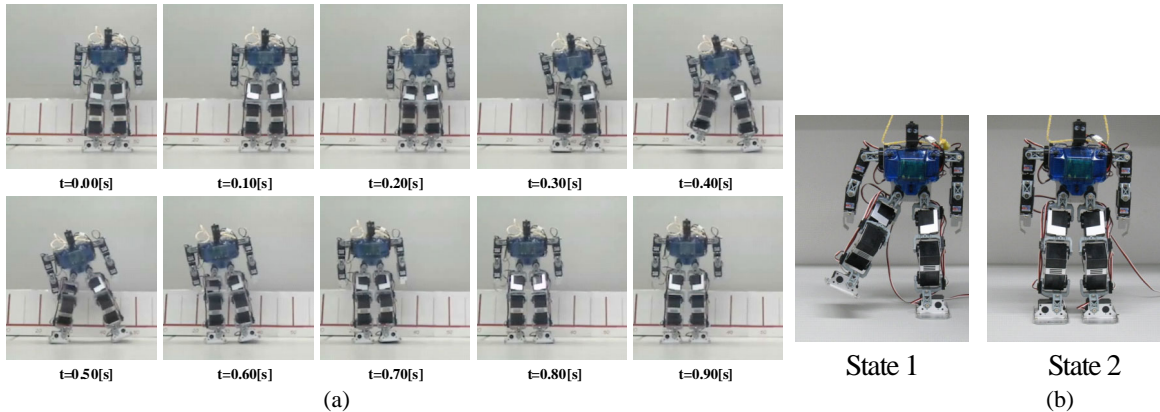 t=0.00[s] t=0.10[s] t=0.20[s] t=0.30[s] t=0.40[s]
t=0.50[s] t=0.60[s] t=0.70[s] t=0.80[s] t=0.90[s]
(a)
State 1 State 2
(b)